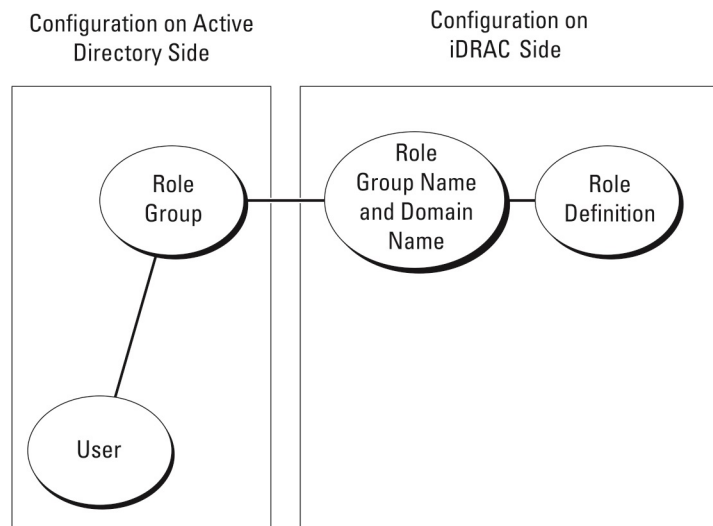 Configuration on Active
Directory Side
Configuration on
iDRAC Side
Role
Group
Role
Group Name
and Domain
Name
Role
Definition
User